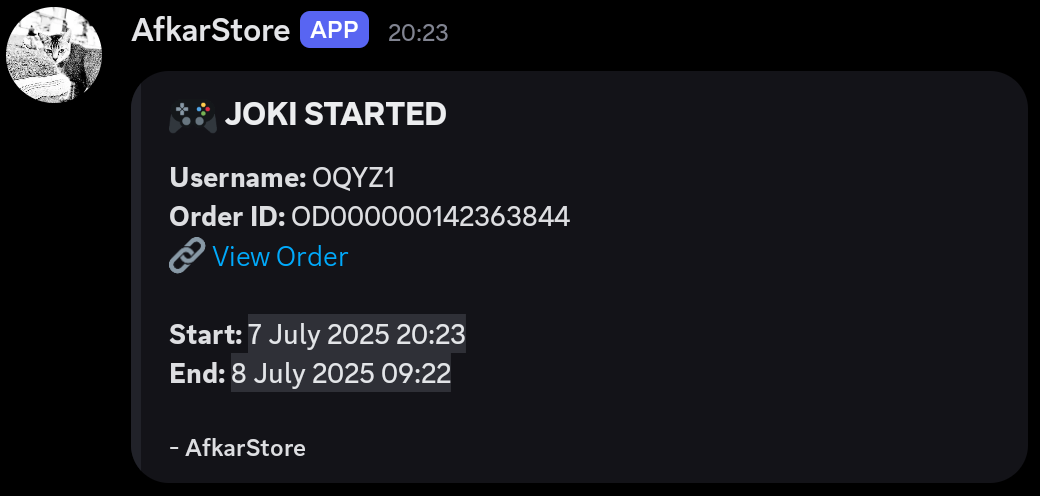 AfkarStore APP 20:23
🎮 JOKI STARTED
Username: OQYZ1
Order ID: OD000000142363844
🔗 View Order
Start: 7 July 2025 20:23
End: 8 July 2025 09:22
- AfkarStore